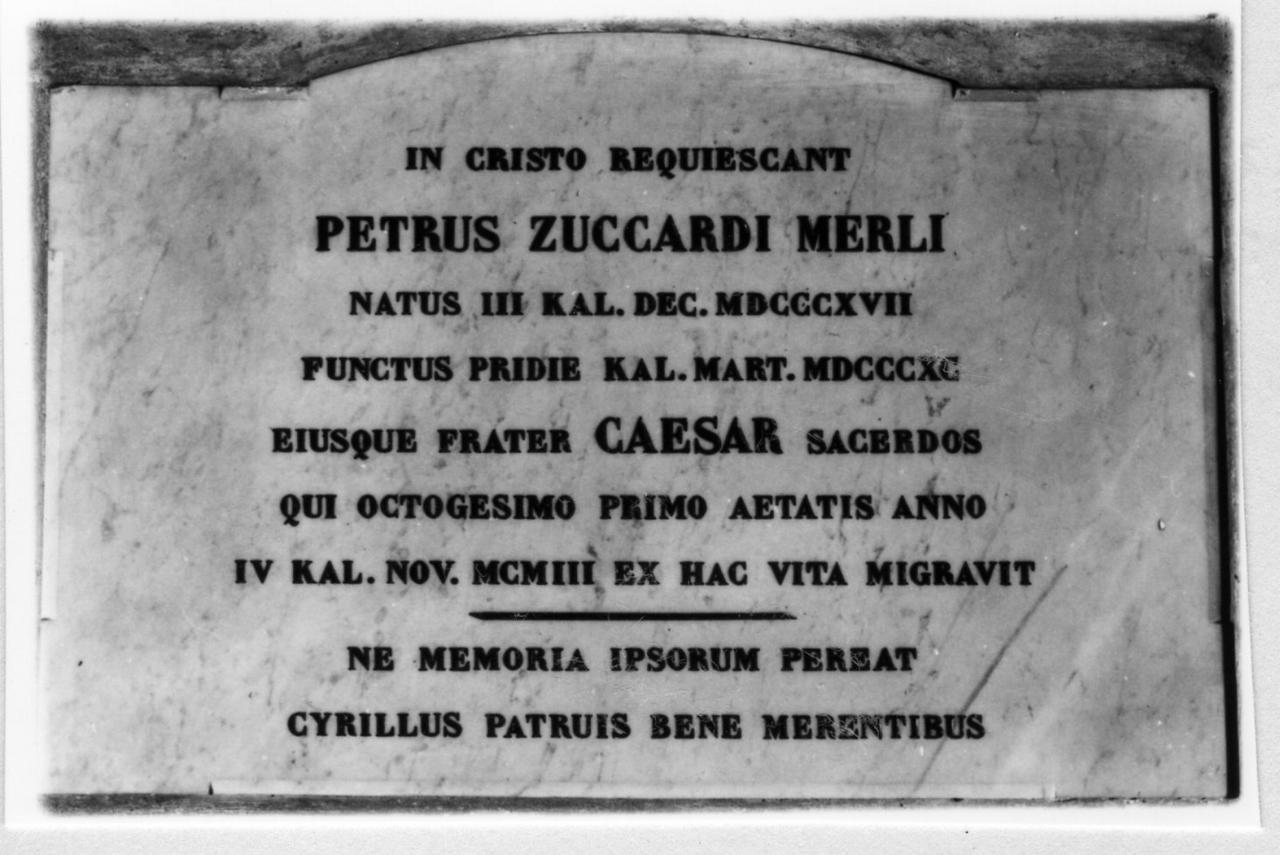 IN CRISTO REQUIESCANT
PETRUS ZUCCARDI MERLI
NATUS III KAL. DEC. MDCCCXVII
FUNCTUS PRIDIE KAL. MART. MDCCCXC
EIUSQUE FRATER CAESAR SACERDOS
QUI OCTOGESIMO PRIMO AETATIS ANNO
IV KAL. NOV. MCMIII EX HAC VITA MIGRAVIT
NE MEMORIA IPSORUM PEREAT
CYRILLUS PATRUIS BENE MERENTIBUS